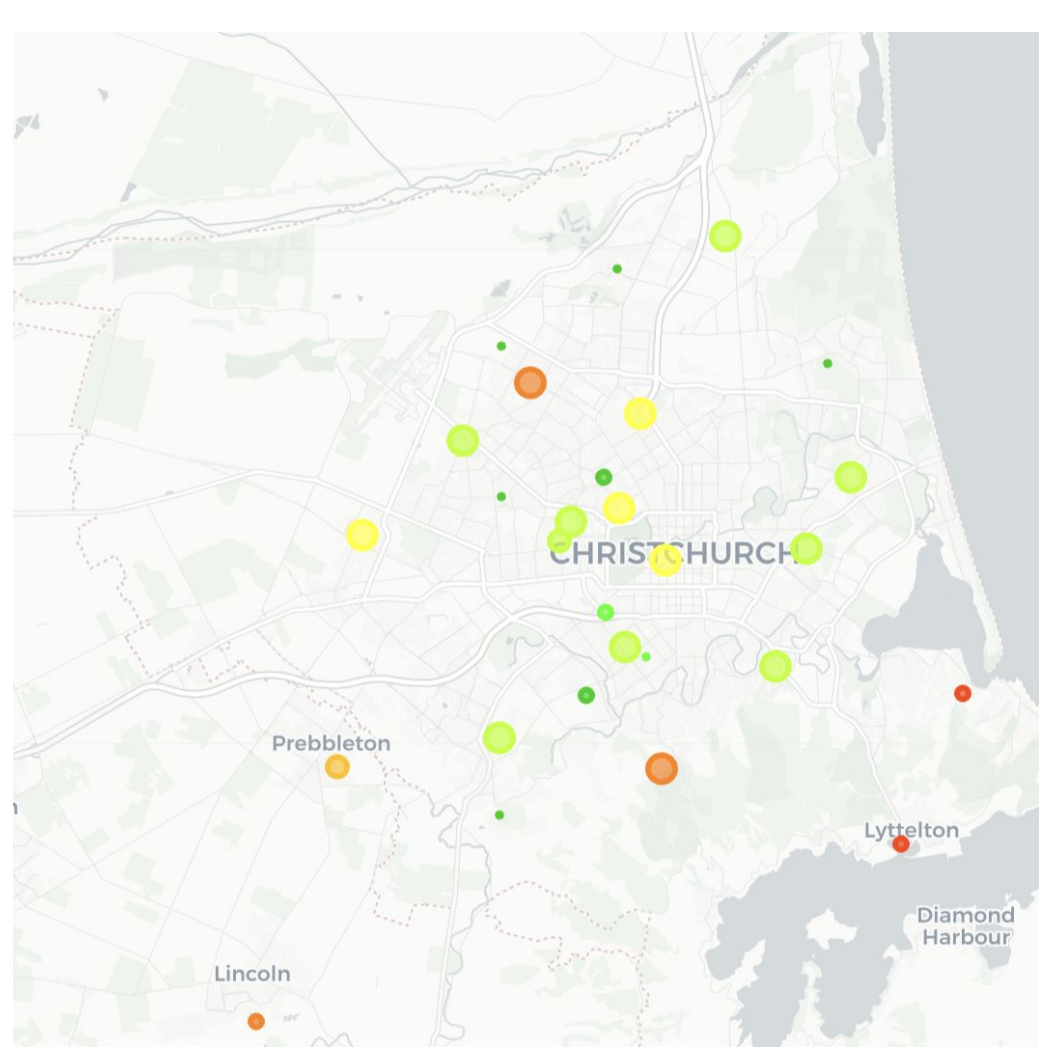 CHRISTCHURCH
Prebbleton
Lyttelton
Diamond
Harbour
Lincoln